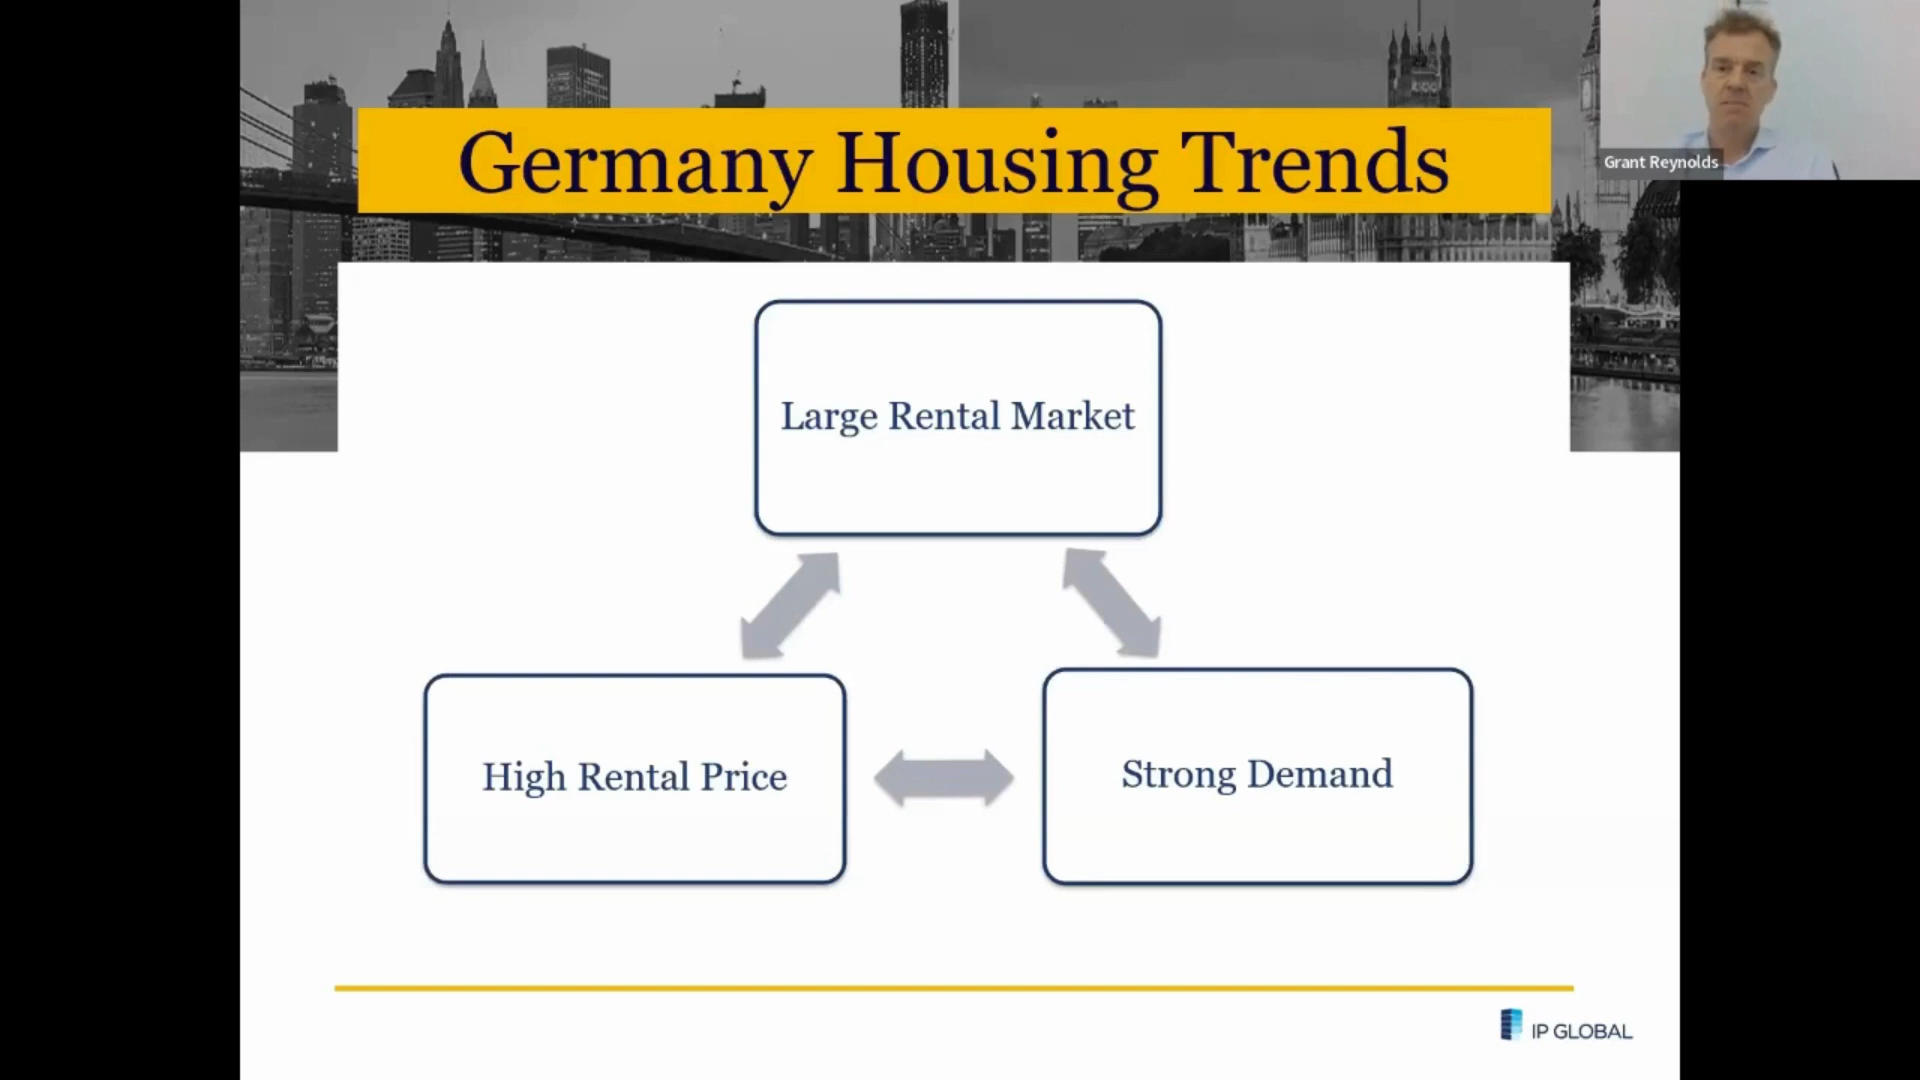 Germany Housing Trends
Grant Reynolds
Large Rental Market
High Rental Price
Strong Demand
IP GLOBAL